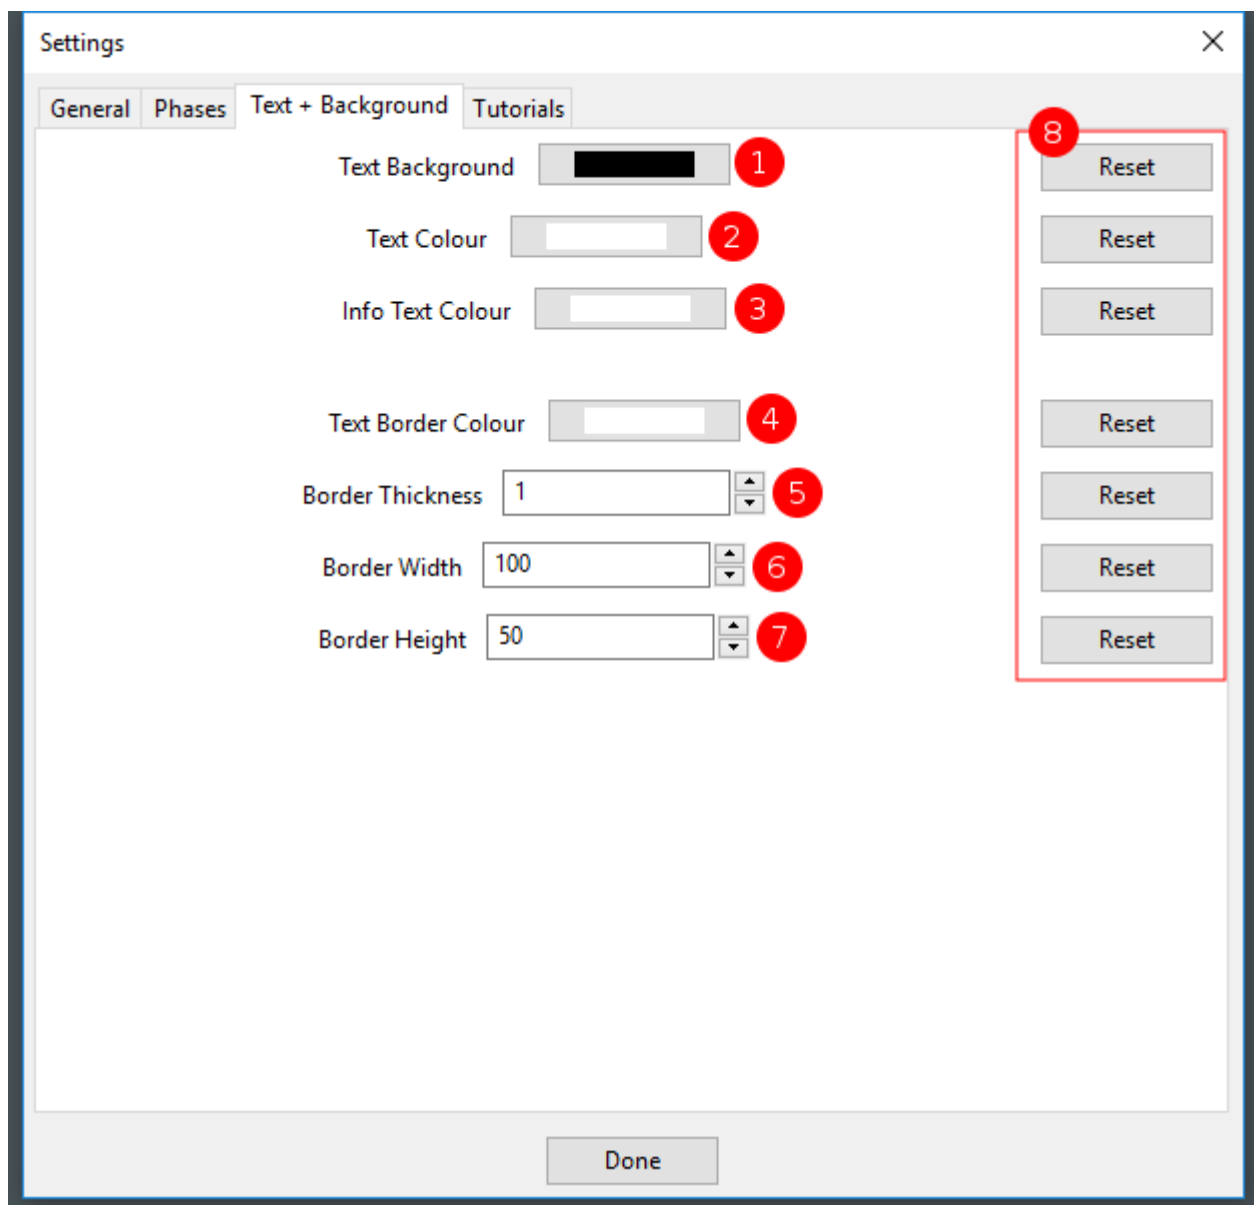 Settings
General Phases Text + Background Tutorials
8
Text Background 1 Reset
Text Colour 2 Reset
Info Text Colour 3 Reset
Text Border Colour 4 Reset
Border Thickness 1 5 Reset
Border Width 100 6 Reset
Border Height 50 7 Reset
Done